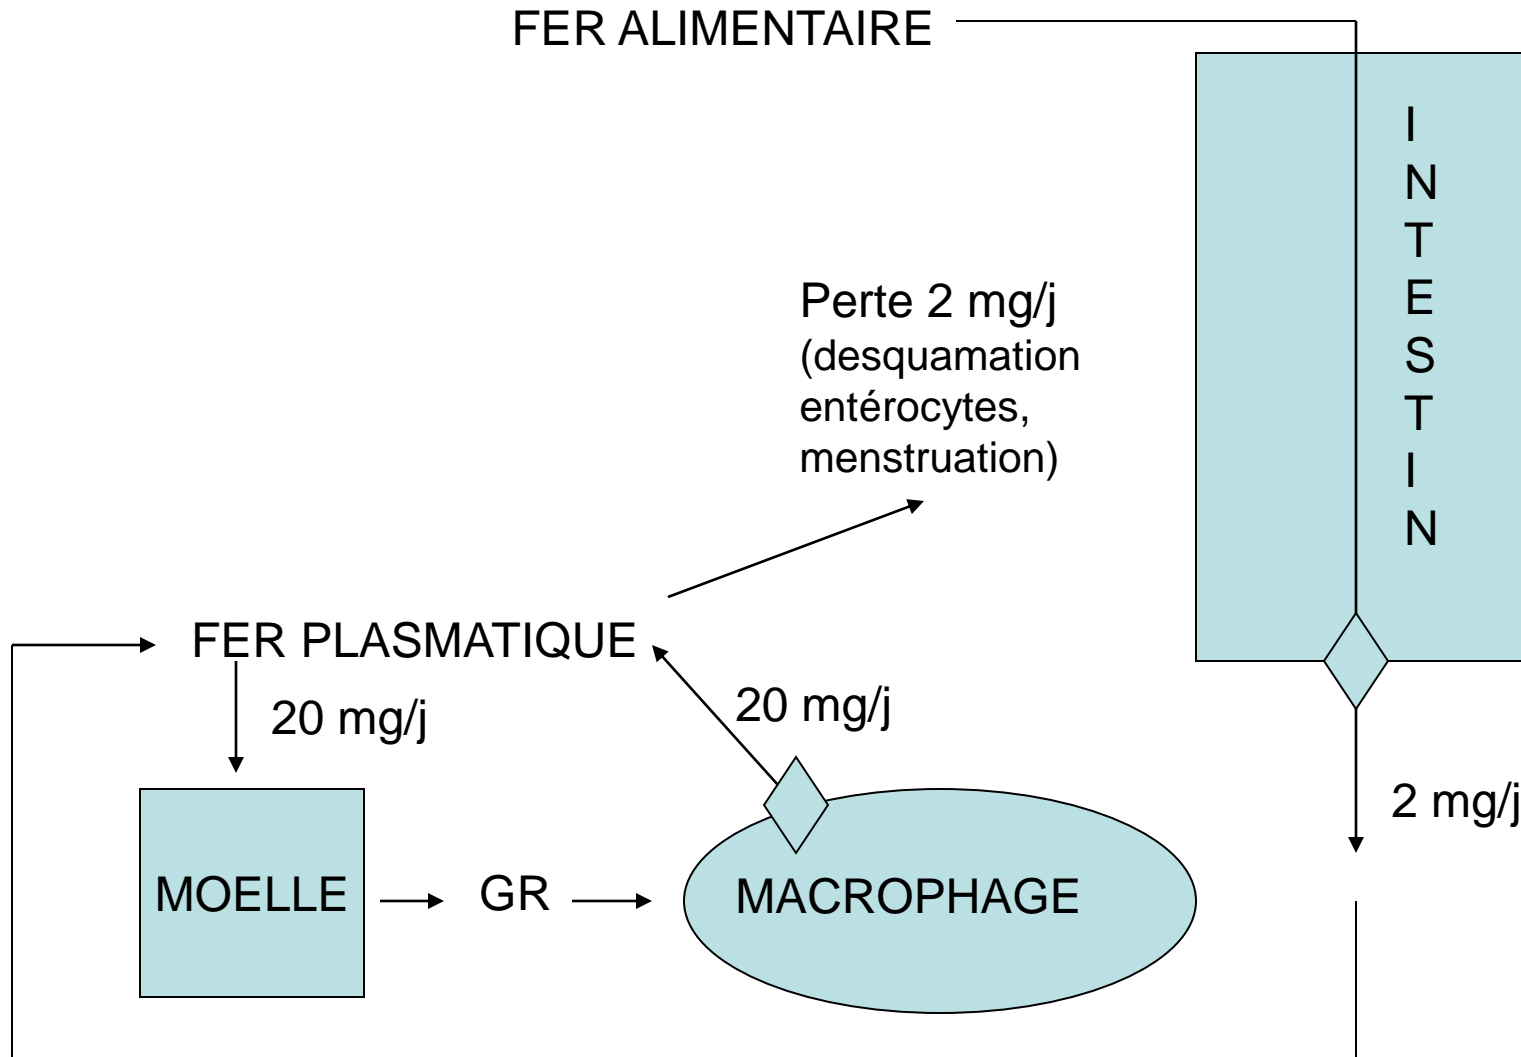 FER ALIMENTAIRE
I
N
T
E
S
T
I
N
Perte 2 mg/j
(desquamation
entérocytes,
menstruation)
FER PLASMATIQUE
20 mg/j
20 mg/j
2 mg/j
MOELLE
GR
MACROPHAGE